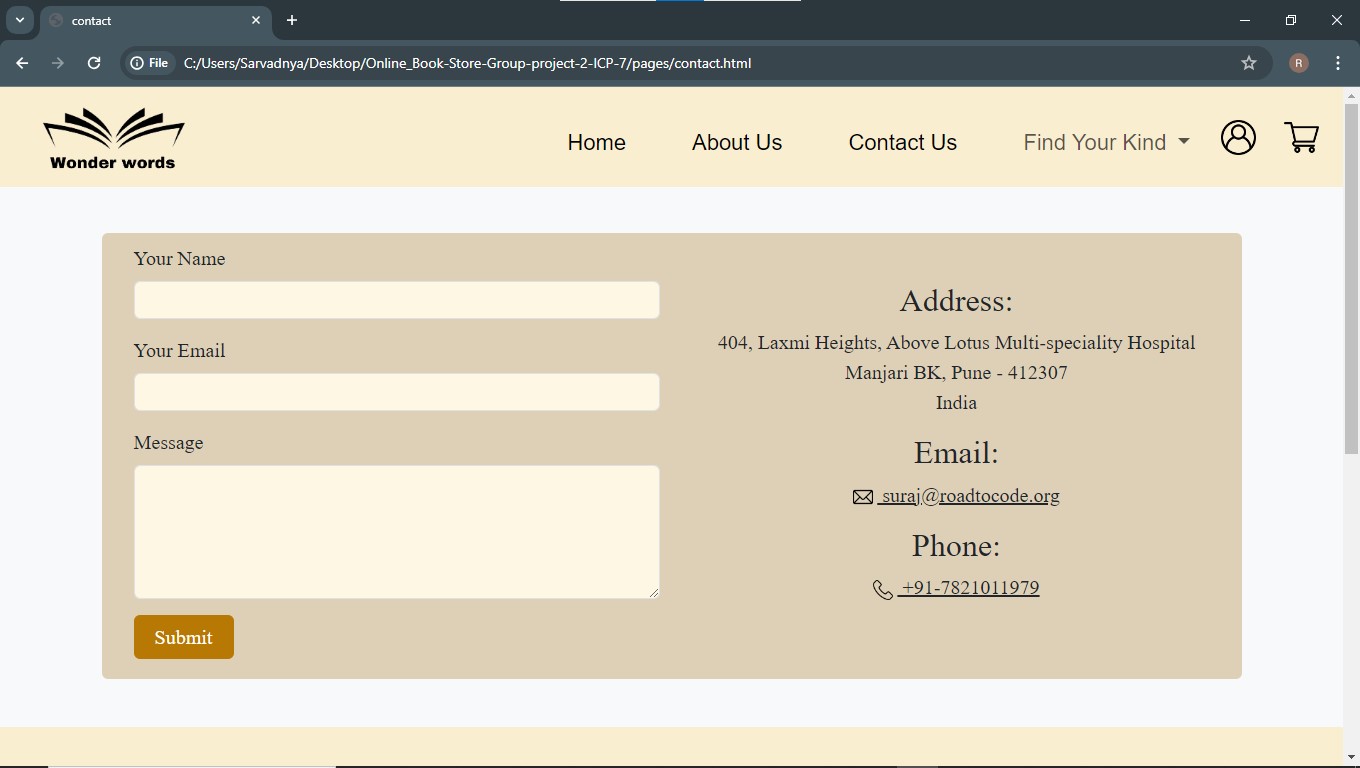 contact
File C:/Users/Sarvadnya/Desktop/Online_Book-Store-Group-project-2-ICP-7/pages/contact.html
R
Wonder words
Home About Us Contact Us Find Your Kind
Your Name
Your Email
Message
Submit
Address:
404, Laxmi Heights, Above Lotus Multi-speciality Hospital
Manjari BK, Pune - 412307
India
Email:
suraj@roadtocode.org
Phone:
+91-7821011979